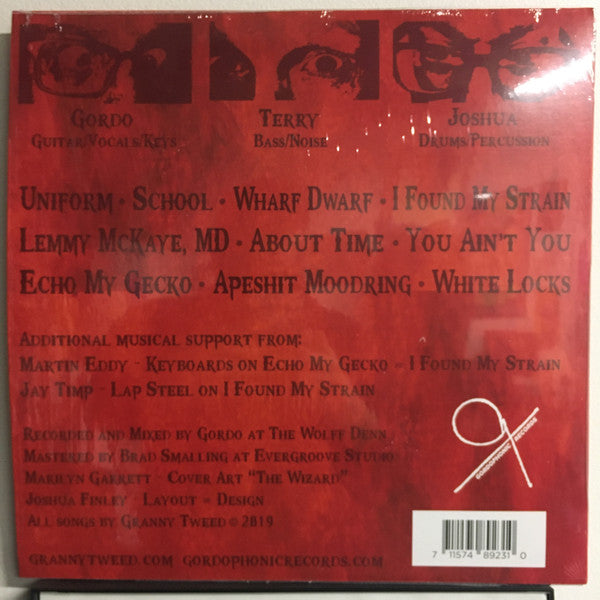 Gordo Terry Joshua
Guitar/Vocals/Keys Bass/Noise Drums/Percussion
Uniform · School · Wharf Dwarf · I Found My Strain
Lemmy McKaye, MD · About Time · You Ain't You
Echo My Gecko · Apeshit Moodring · White Locks
Additional musical support from:
Martin Eddy - Keyboards on Echo My Gecko = I Found My Strain
Jay Timp - Lap Steel on I Found My Strain
Recorded and Mixed by Gordo at The Wolff Denn
Mastered by Brad Smalling at Evergroove Studio
Marilyn Garrett - Cover Art "The Wizard"
Joshua Finley - Layout = Design
All songs by Granny Tweed © 2019
grannytweed.com gordophonicrecords.com
GORDOPHONIC RECORDS
7 11574 89231 0